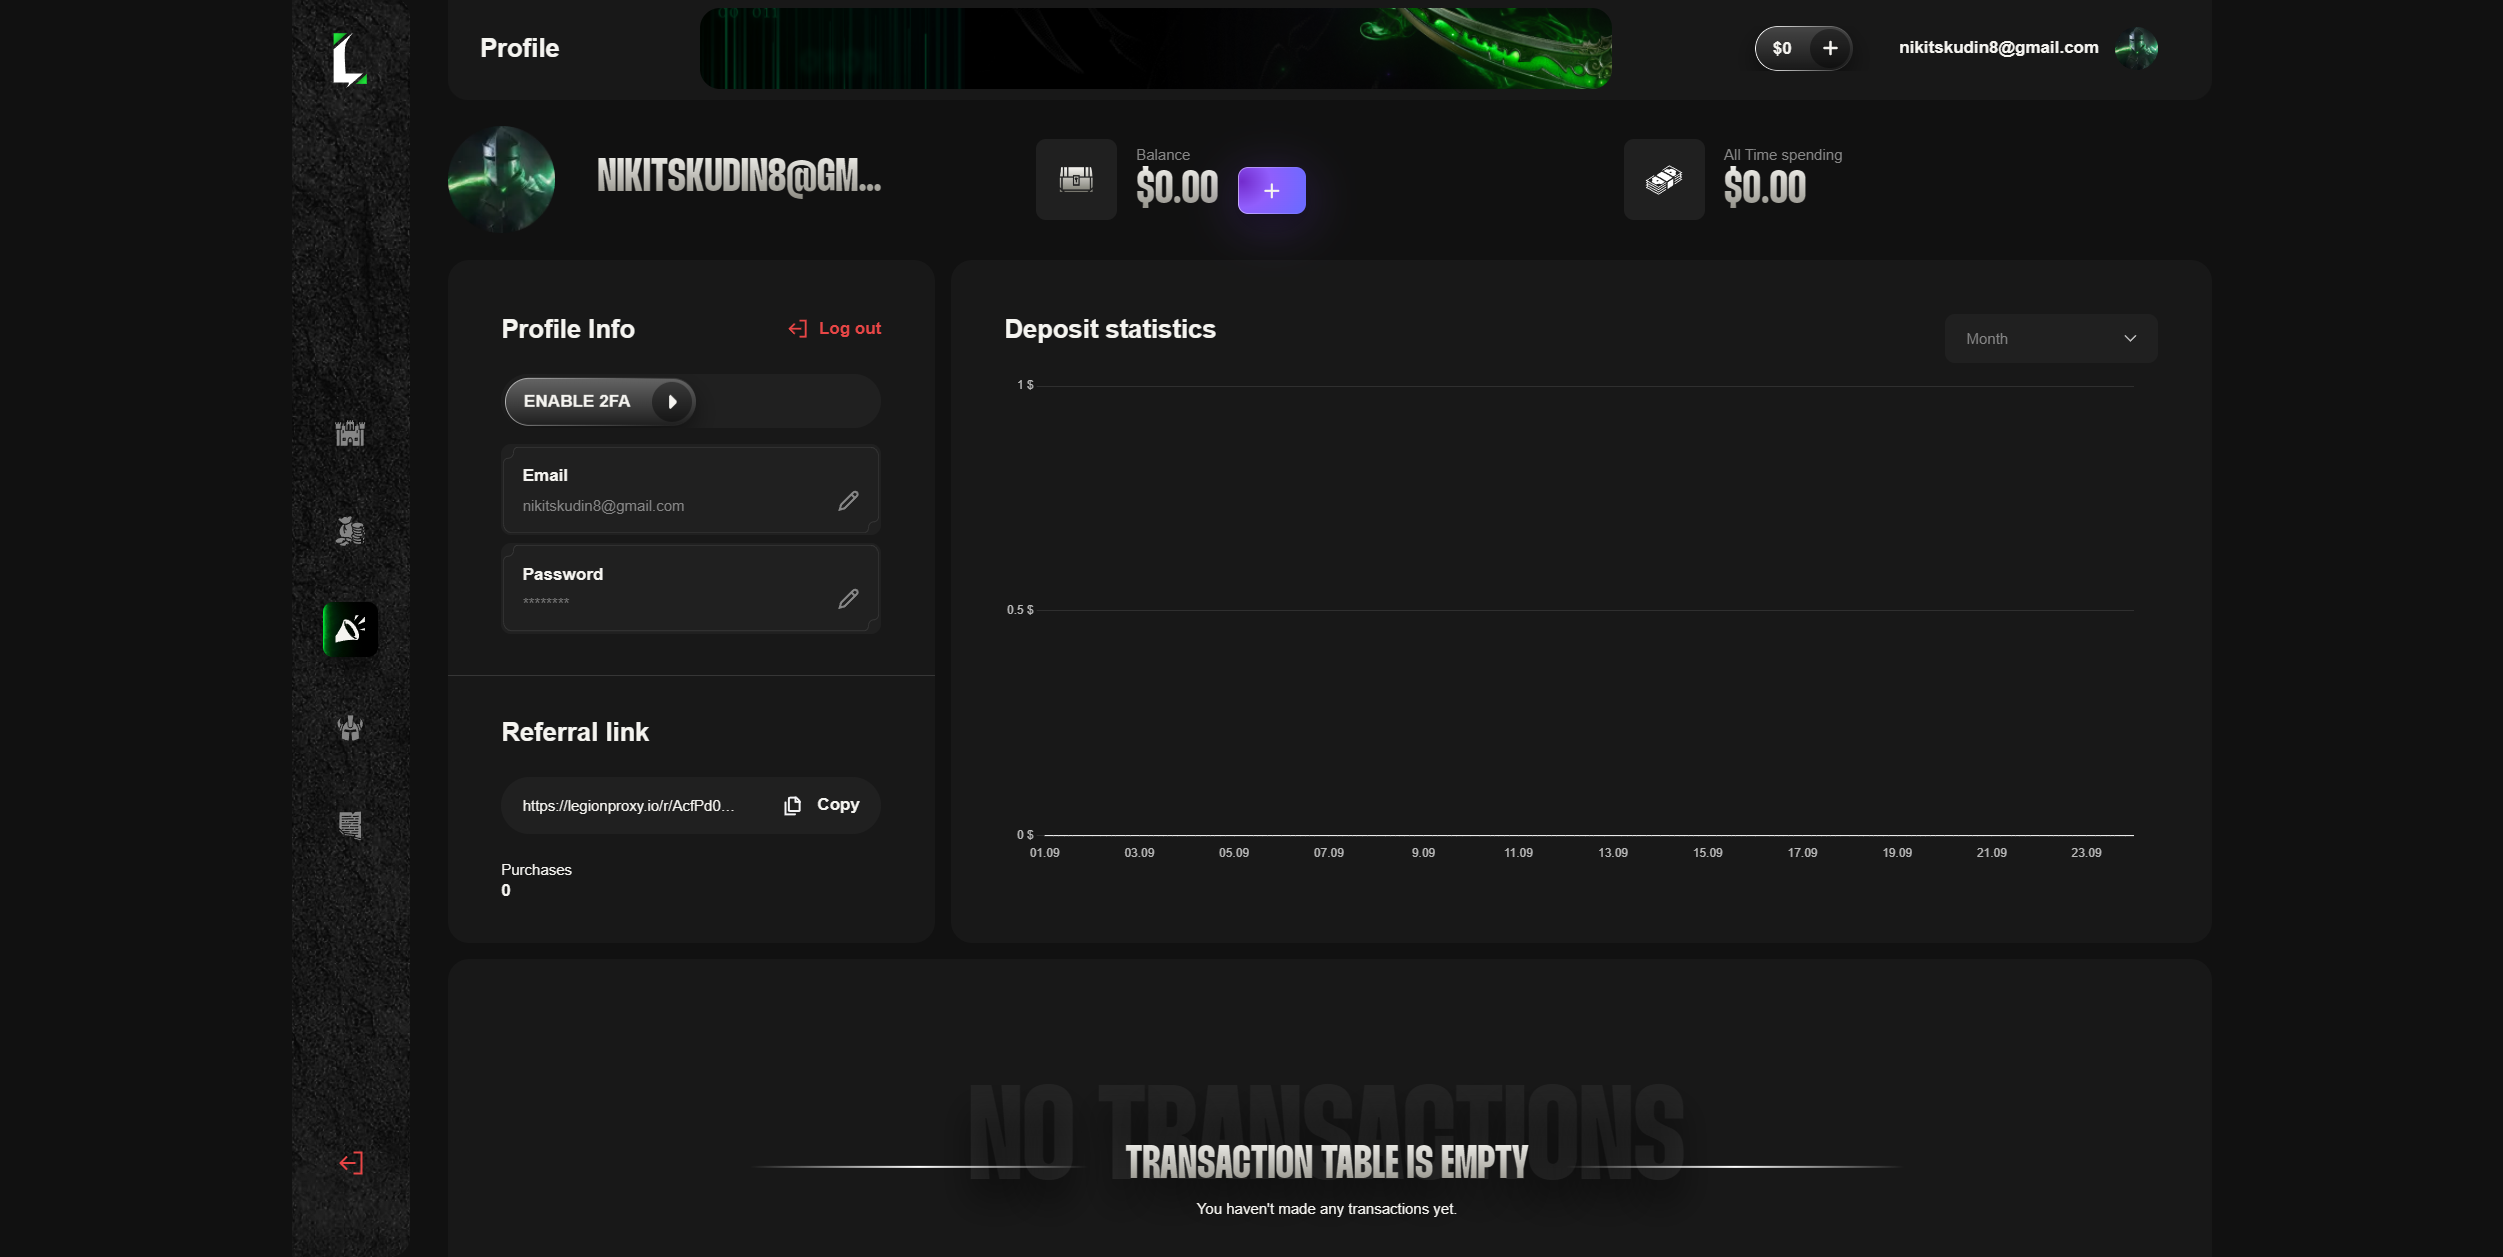 Profile
$0
nikitskudin8@gmail.com
NIKITSKUDIN8@GM...
Balance
$0.00
All Time spending
$0.00
Profile Info
Log out
ENABLE 2FA
Email
nikitskudin8@gmail.com
Password
********
Referral link
https://legionproxy.io/r/AcfPd0...
Copy
Purchases
0
Deposit statistics
Month
1 $
0.5 $
0 $
01.09 03.09 05.09 07.09 9.09 11.09 13.09 15.09 17.09 19.09 21.09 23.09
NO TRANSACTIONS
TRANSACTION TABLE IS EMPTY
You haven't made any transactions yet.